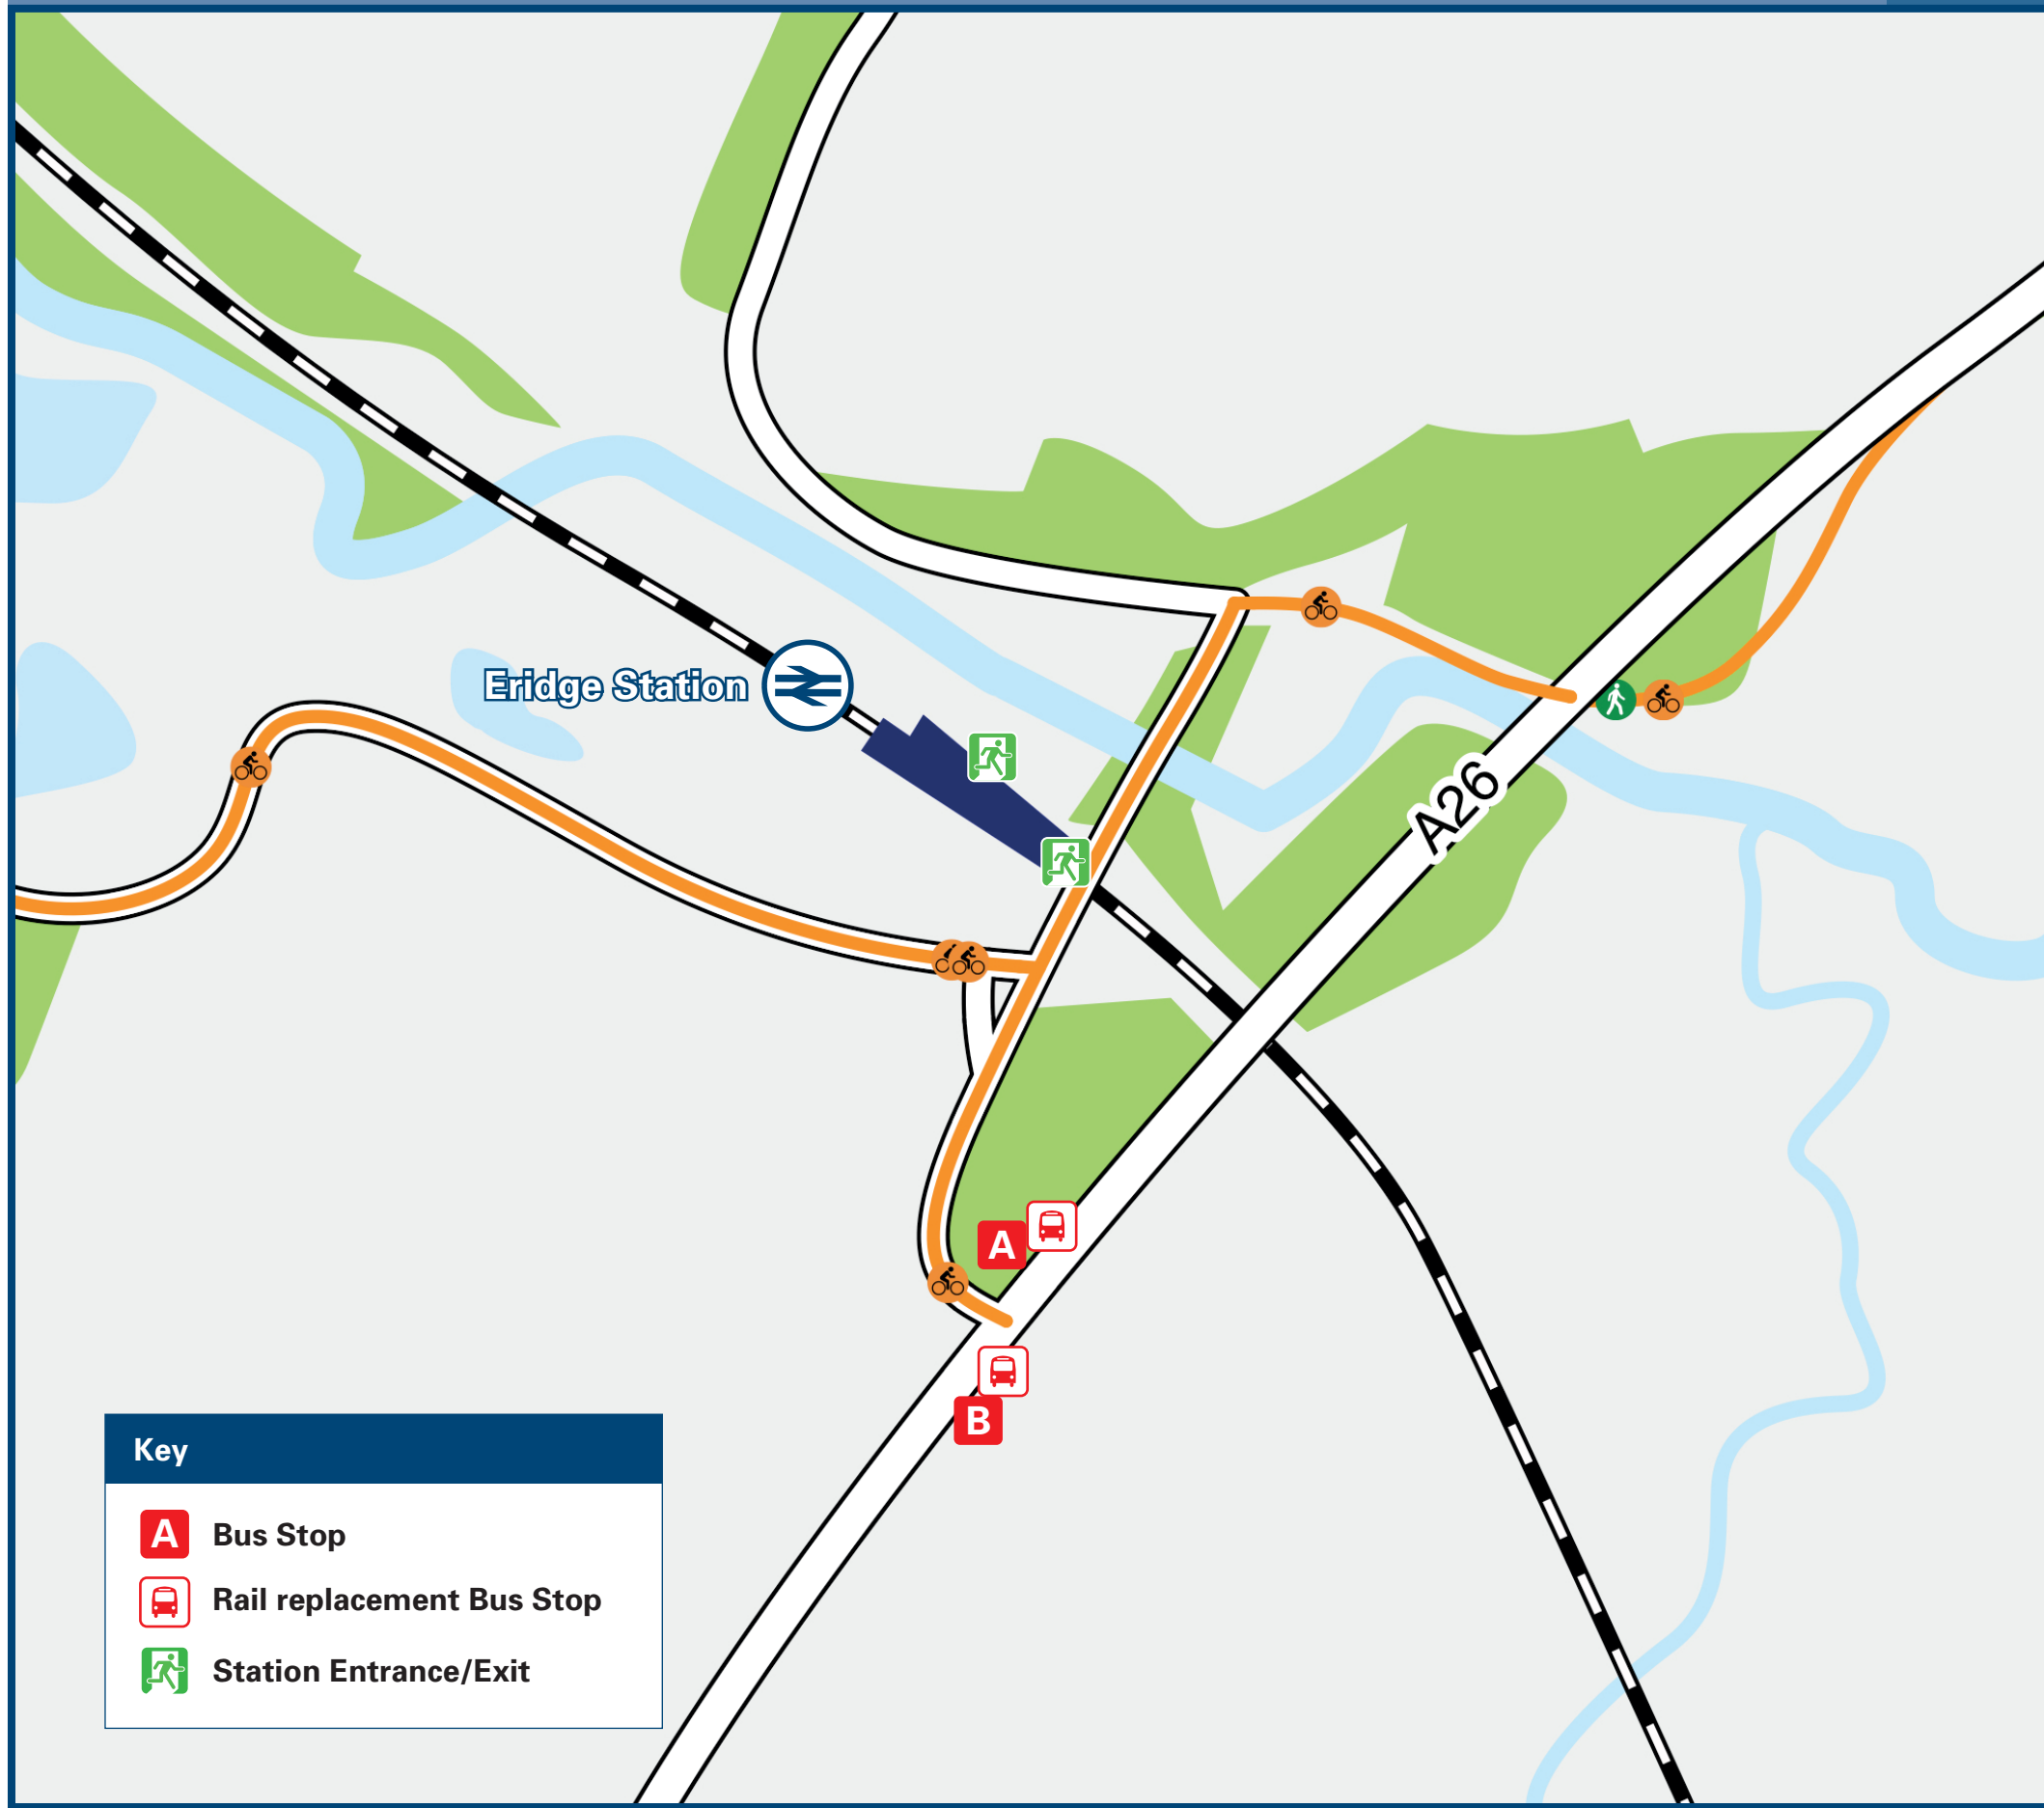 Eridge Station
A26
A
B
Key
A Bus Stop
Rail replacement Bus Stop
Station Entrance/Exit